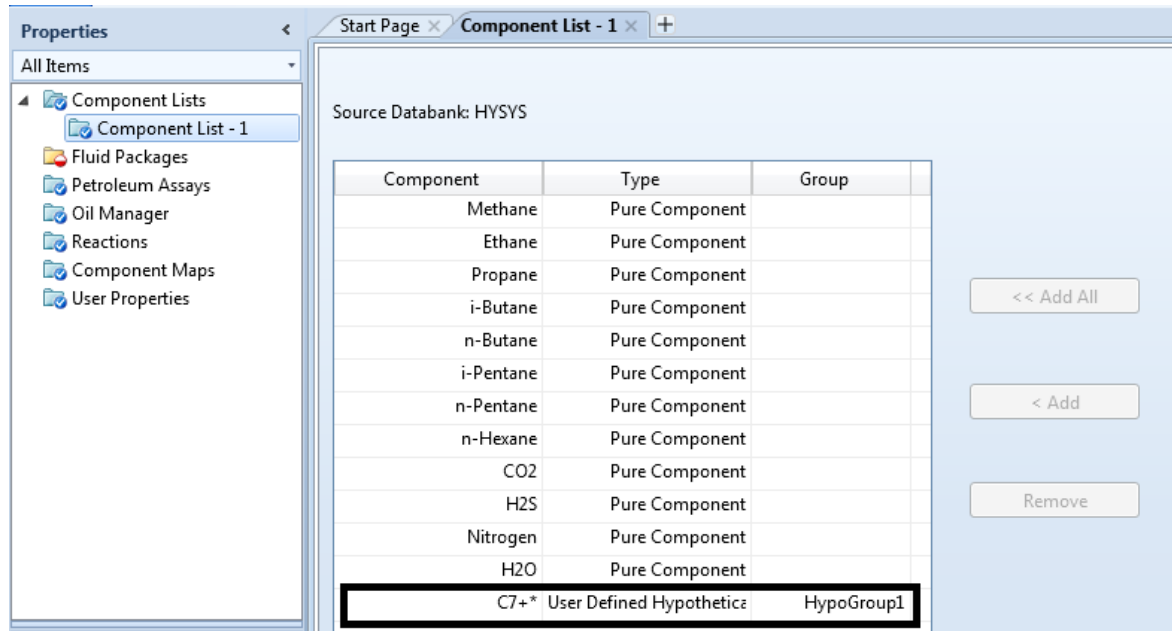 Properties
All Items
Component Lists
Component List - 1
Fluid Packages
Petroleum Assays
Oil Manager
Reactions
Component Maps
User Properties
Start Page Component List - 1
Source Databank: HYSYS
Component Type Group
Methane Pure Component
Ethane Pure Component
Propane Pure Component
i-Butane Pure Component
n-Butane Pure Component
i-Pentane Pure Component
n-Pentane Pure Component
n-Hexane Pure Component
CO2 Pure Component
H2S Pure Component
Nitrogen Pure Component
H2O Pure Component
C7+* User Defined Hypothetica HypoGroup1
<< Add All
< Add
Remove